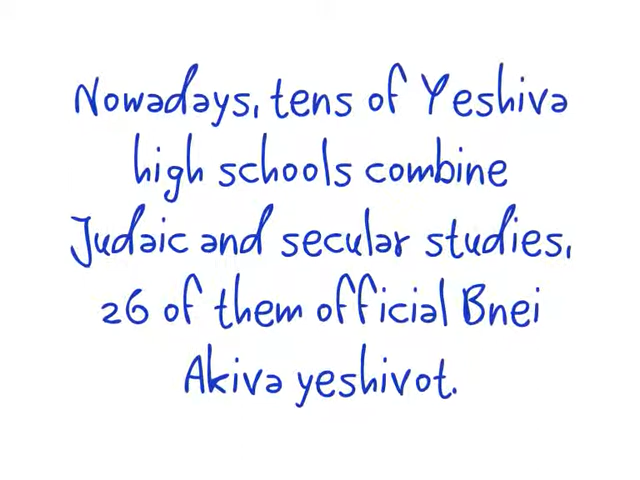 Nowadays, tens of Yeshiva
high schools combine
Judaic and secular studies,
26 of them official Bnei
Akiva yeshivot.